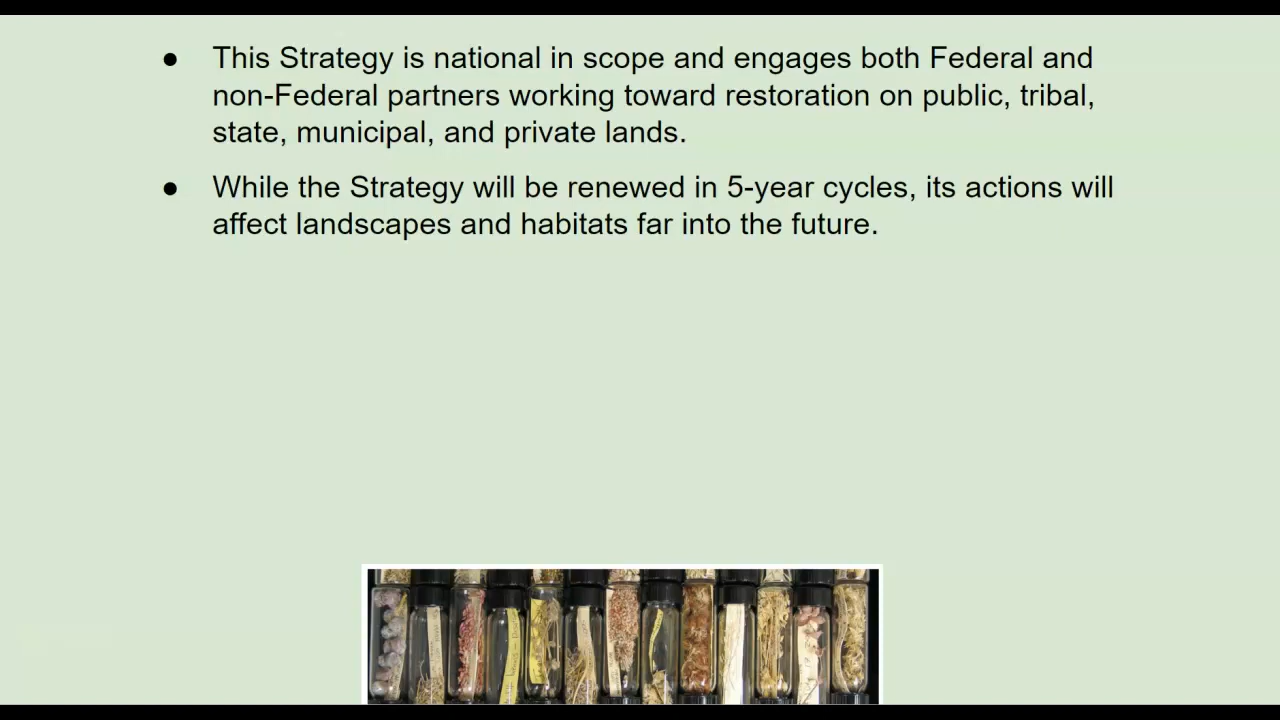 ● This Strategy is national in scope and engages both Federal and
non-Federal partners working toward restoration on public, tribal,
state, municipal, and private lands.
● While the Strategy will be renewed in 5-year cycles, its actions will
affect landscapes and habitats far into the future.